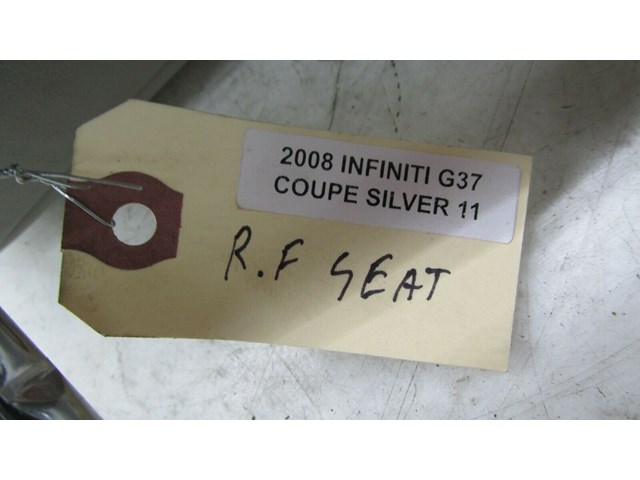 2008 INFINITI G37
COUPE SILVER 11
R.F SEAT